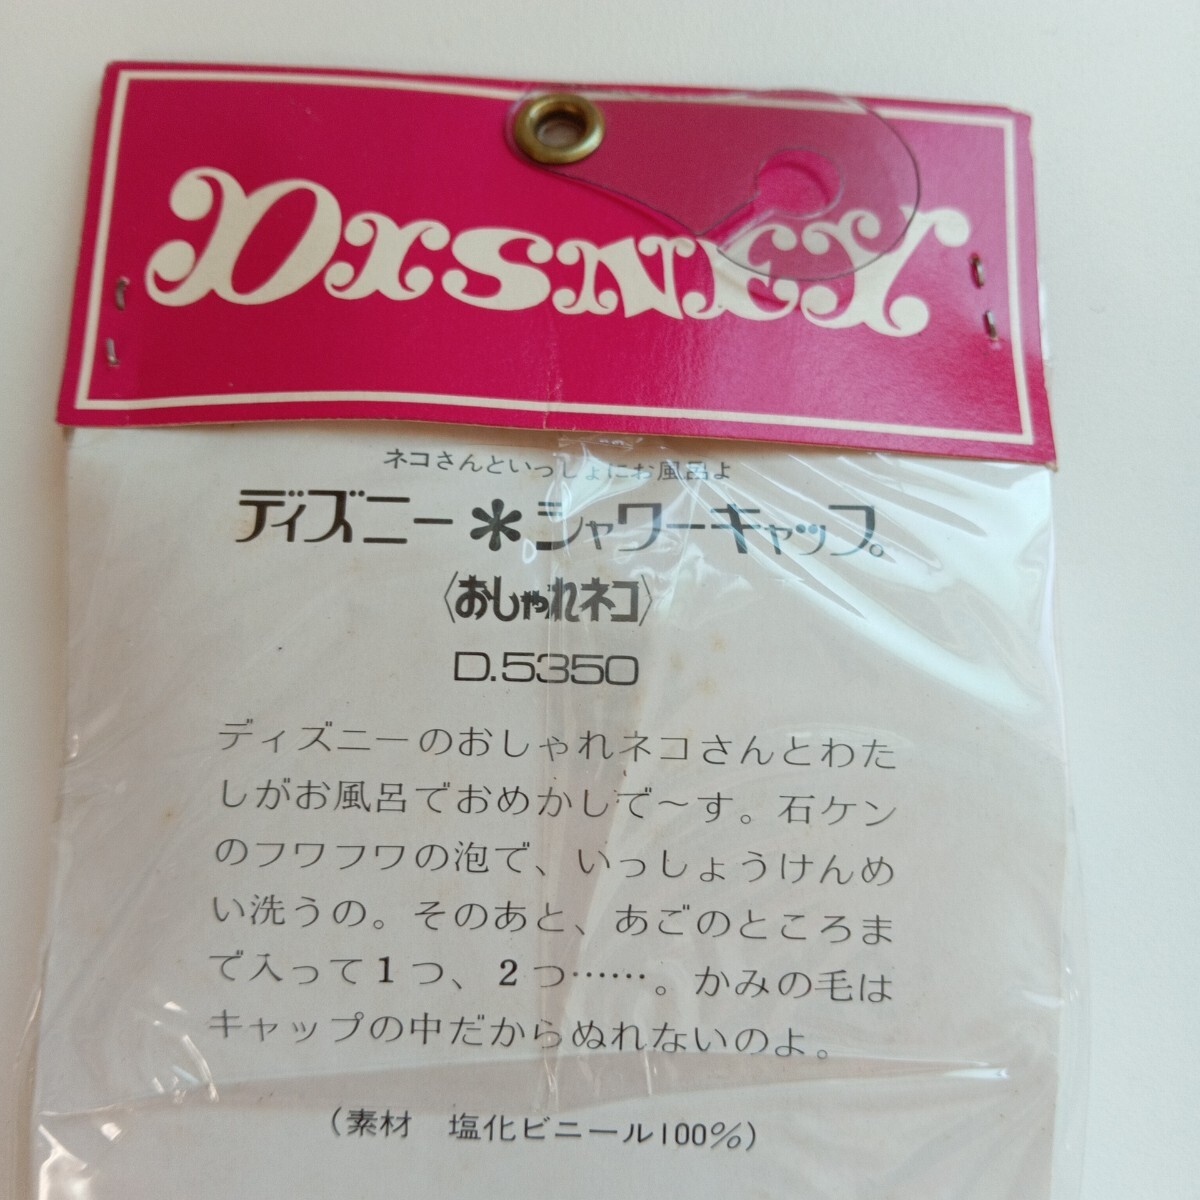 DISNEY
ネコさんといっしょにお風呂よ
ディズニー＊シャワーキャップ。
〈おしゃれネコ〉
D.5350
ディズニーのおしゃれネコさんとわた
しがお風呂でおめかしで〜す。石ケン
のフワフワの泡で、いっしょうけんめ
い洗うの。そのあと、あごのところま
で入って1つ、2つ……。かみの毛は
キャップの中だからぬれないのよ。
（素材　塩化ビニール100%）